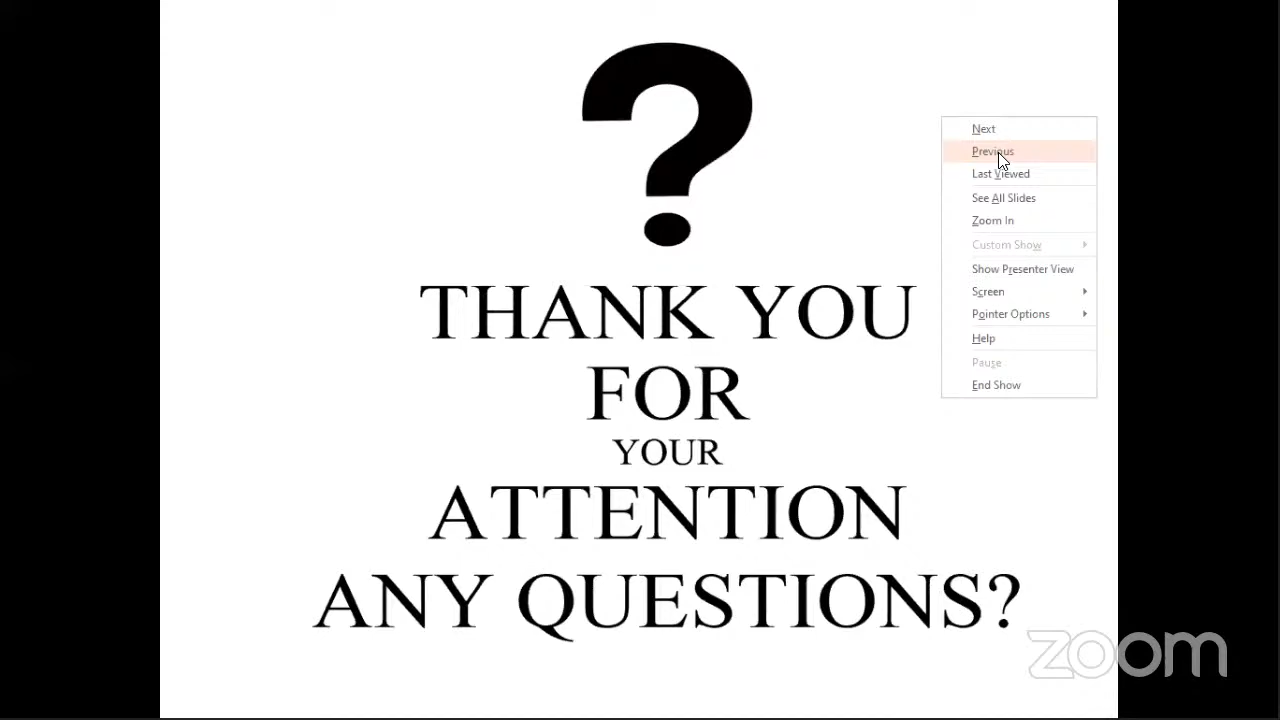 ?
THANK YOU
FOR
YOUR
ATTENTION
ANY QUESTIONS?
Next
Previous
Last Viewed
See All Slides
Zoom In
Custom Show
Show Presenter View
Screen
Pointer Options
Help
Pause
End Show
zoom